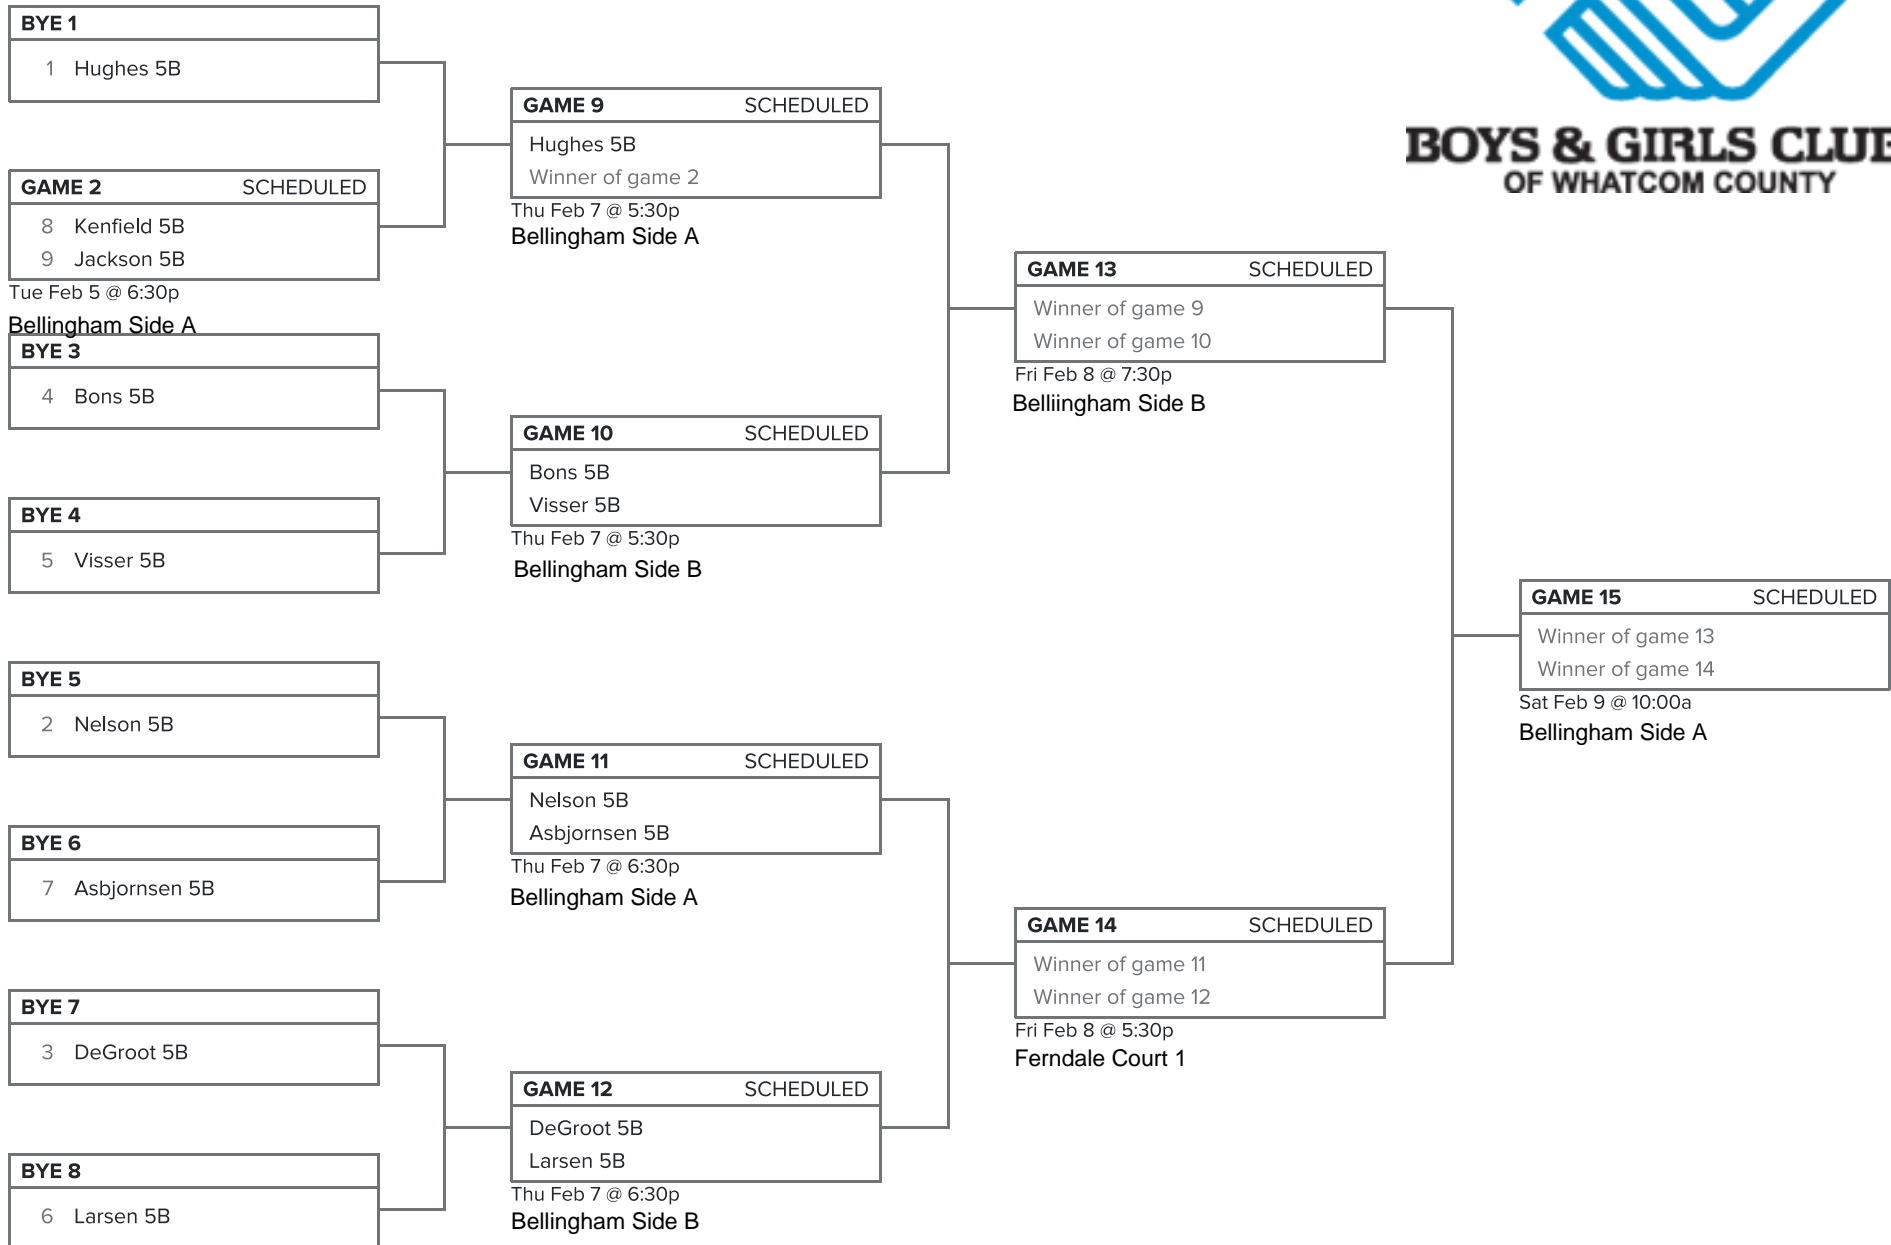 BYE 1
1 Hughes 5B
GAME 2 SCHEDULED
8 Kenfield 5B
9 Jackson 5B
Tue Feb 5 @ 6:30p
Bellingham Side A
BYE 3
4 Bons 5B
BYE 4
5 Visser 5B
BYE 5
2 Nelson 5B
BYE 6
7 Asbjornsen 5B
BYE 7
3 DeGroot 5B
BYE 8
6 Larsen 5B
GAME 9 SCHEDULED
Hughes 5B
Winner of game 2
Thu Feb 7 @ 5:30p
Bellingham Side A
GAME 10 SCHEDULED
Bons 5B
Visser 5B
Thu Feb 7 @ 5:30p
Bellingham Side B
GAME 11 SCHEDULED
Nelson 5B
Asbjornsen 5B
Thu Feb 7 @ 6:30p
Bellingham Side A
GAME 12 SCHEDULED
DeGroot 5B
Larsen 5B
Thu Feb 7 @ 6:30p
Bellingham Side B
GAME 13 SCHEDULED
Winner of game 9
Winner of game 10
Fri Feb 8 @ 7:30p
Belliingham Side B
GAME 14 SCHEDULED
Winner of game 11
Winner of game 12
Fri Feb 8 @ 5:30p
Ferndale Court 1
GAME 15 SCHEDULED
Winner of game 13
Winner of game 14
Sat Feb 9 @ 10:00a
Bellingham Side A
BOYS & GIRLS CLUB
OF WHATCOM COUNTY